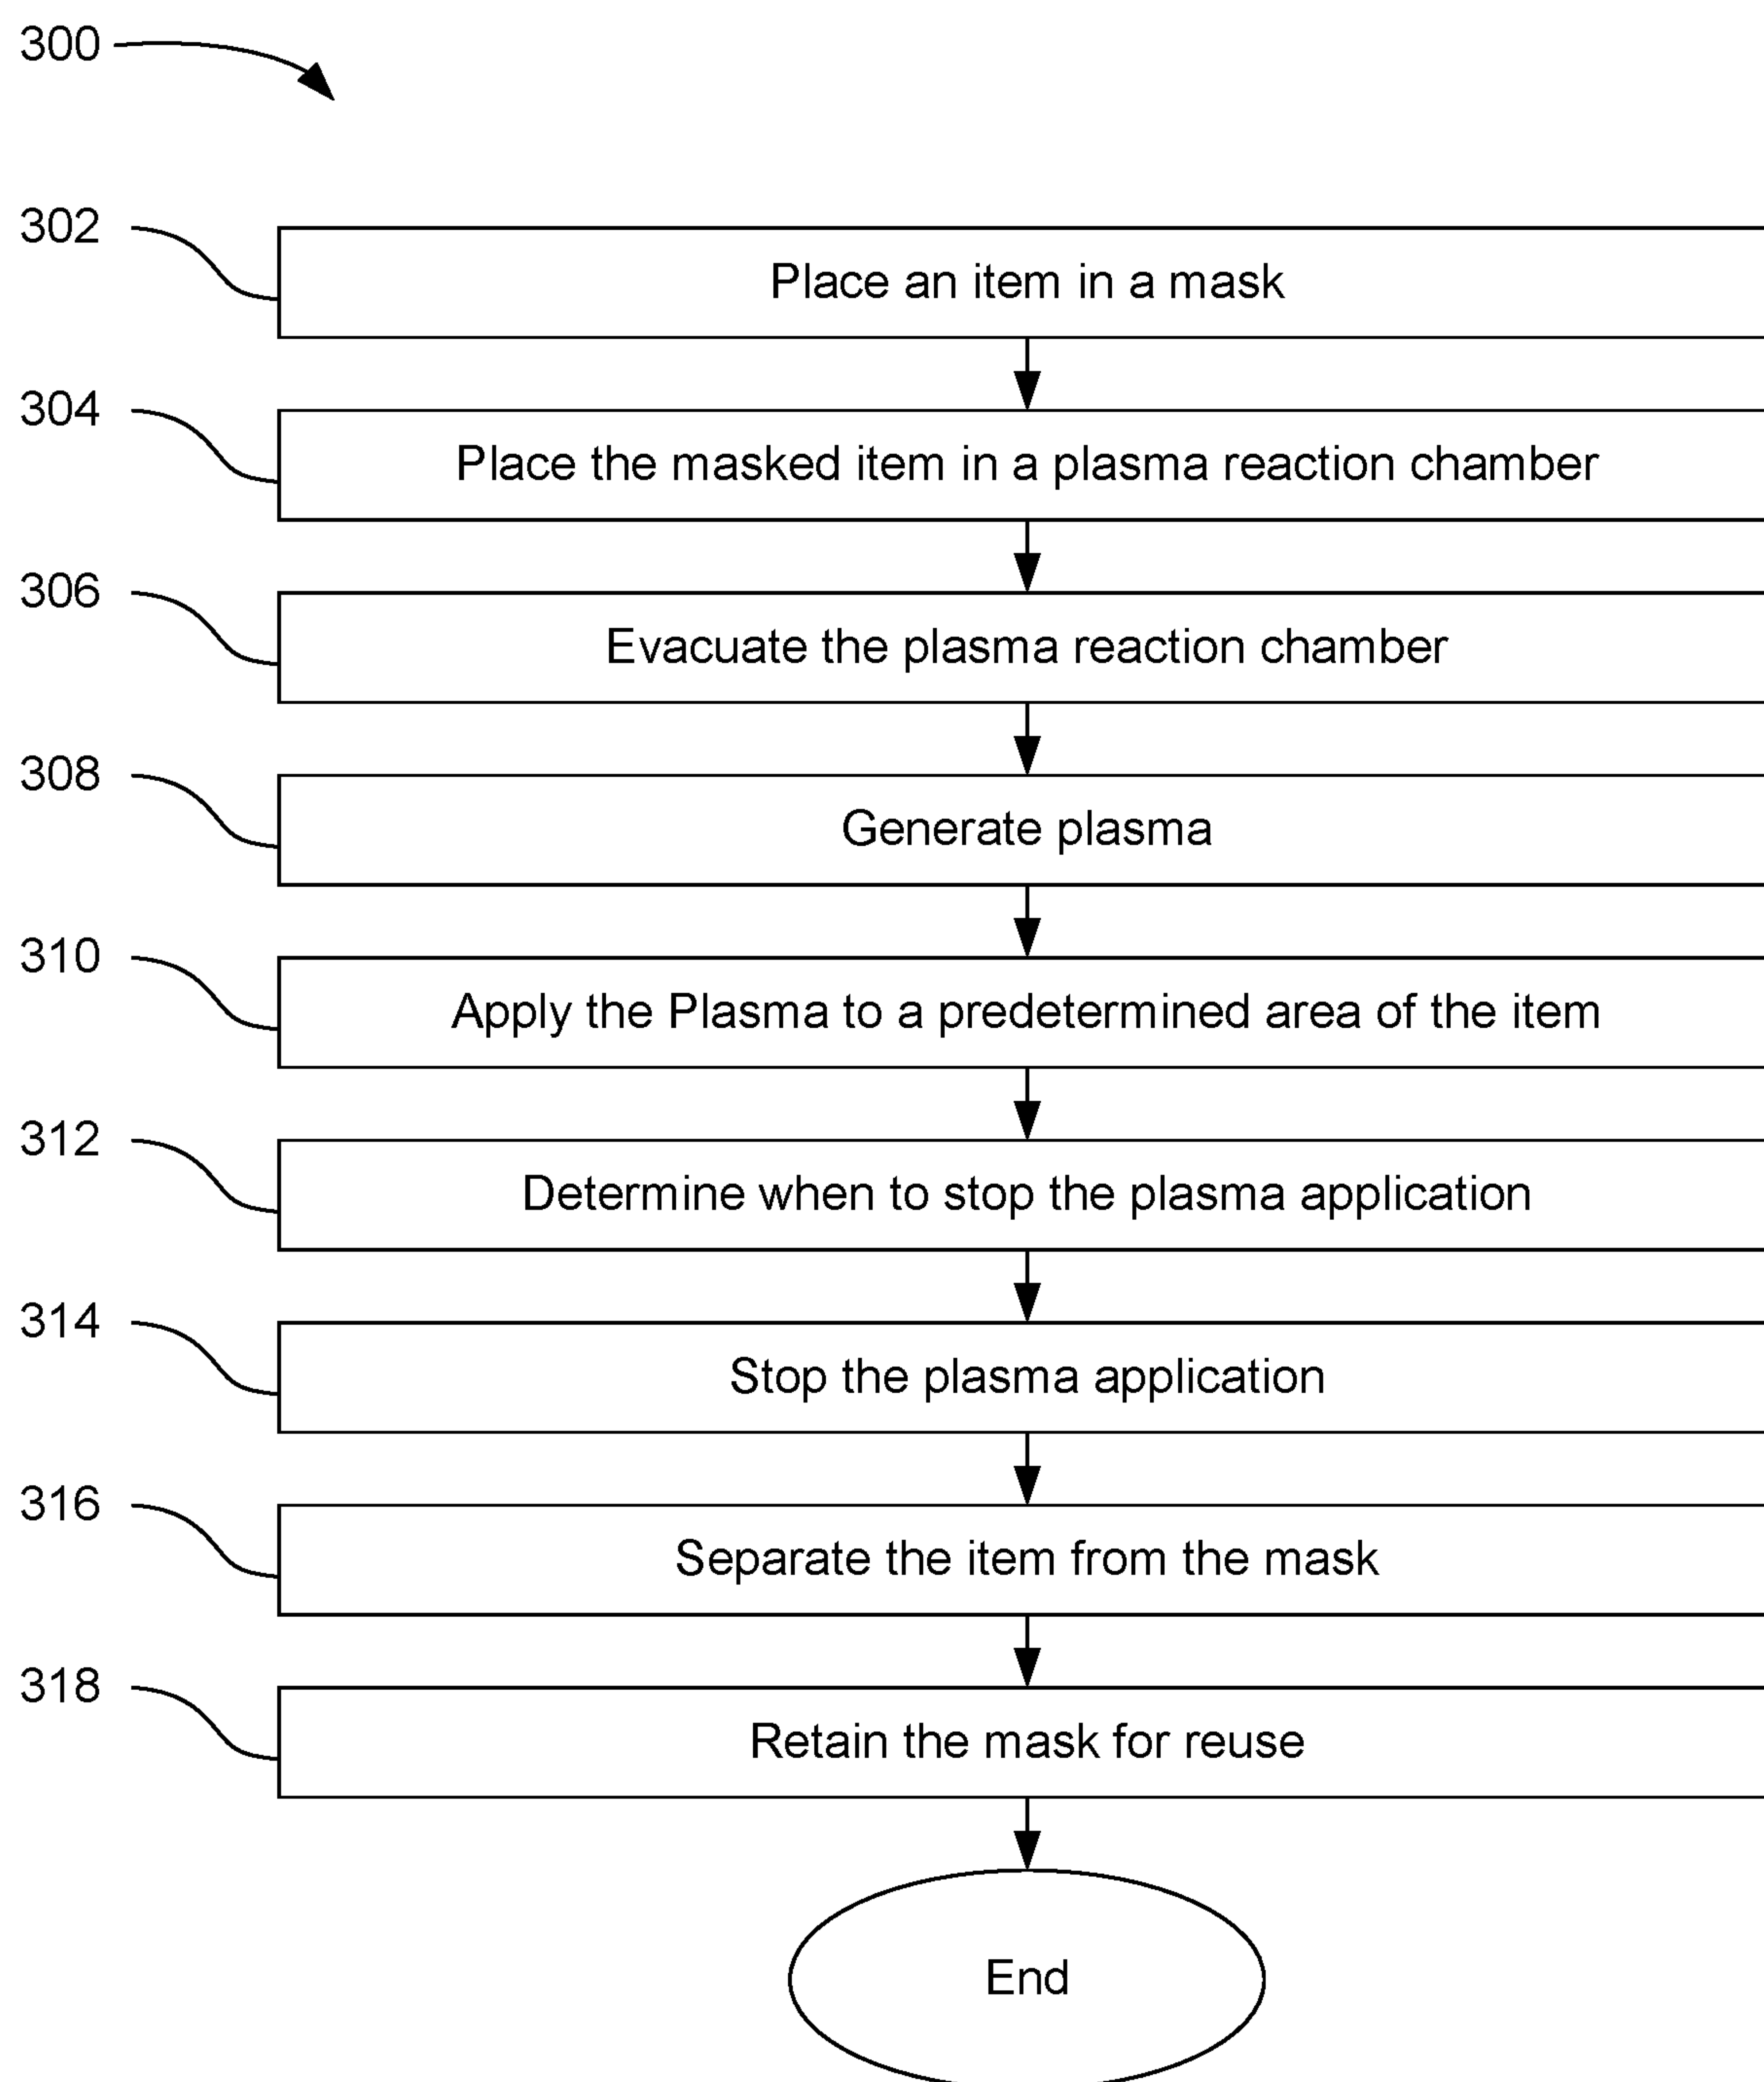 300
302
Place an item in a mask
304
Place the masked item in a plasma reaction chamber
306
Evacuate the plasma reaction chamber
308
Generate plasma
310
Apply the Plasma to a predetermined area of the item
312
Determine when to stop the plasma application
314
Stop the plasma application
316
Separate the item from the mask
318
Retain the mask for reuse
End